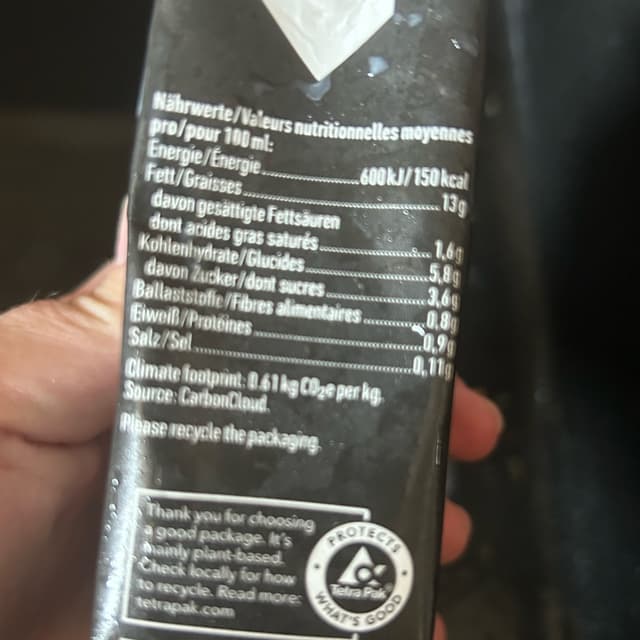 Nährwerte/Valeurs nutritionnelles moyennes
pro/pour 100 ml:
Energie/Énergie 600 kJ/150 kcal
Fett/Graisses 13 g
davon gesättigte Fettsäuren
dont acides gras saturés 1,6 g
Kohlenhydrate/Glucides 5,8 g
davon Zucker/dont sucres 3,6 g
Ballaststoffe/Fibres alimentaires 0,8 g
Eiweiß/Protéines 0,9 g
Salz/Sel 0,11 g
Climate footprint: 0.61 kg CO₂e per kg.
Source: CarbonCloud.
Please recycle the packaging.
Thank you for choosing
a good package. It's
mainly plant-based.
Check locally for how
to recycle. Read more:
tetrapak.com
PROTECTS
Tetra Pak®
WHAT'S GOOD